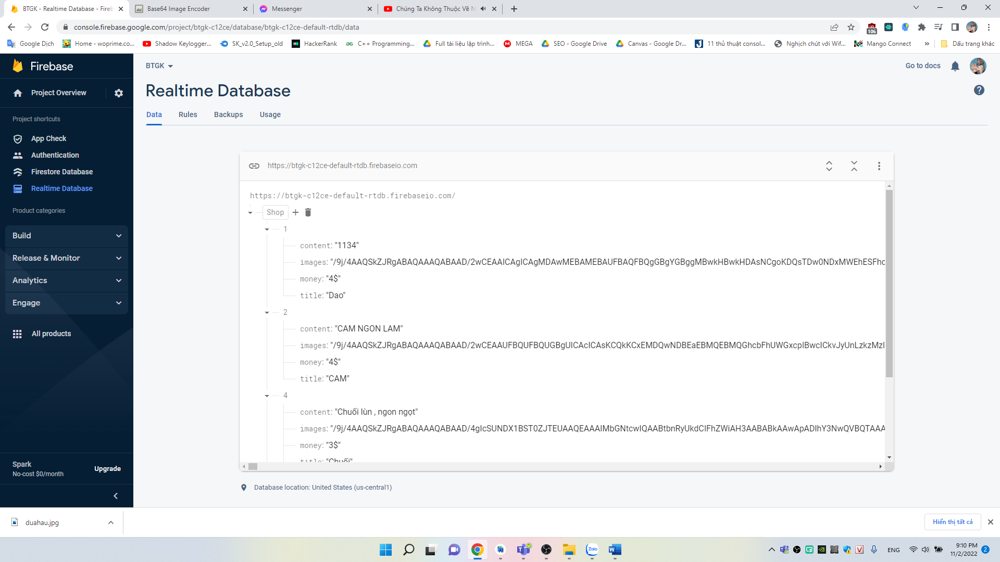 BTGK - Realtime Database - Fireb
Base64 Image Encoder
Messenger
Chúng Ta Không Thuộc Về N
console.firebase.google.com/project/btgk-c12ce/database/btgk-c12ce-default-rtdb/data
106
Google Dịch
Home - woprime.co...
Shadow Keylogger...
SK_v2.0_Setup_old
HackerRank
C++ Programming...
Full tài liệu lập trình...
MEGA
SEO - Google Drive
Canvas - Google Dr...
11 thủ thuật consol...
Nghịch chút với Wif...
Mango Connect
»
Dấu trang khác
Firebase
BTGK
Go to docs
Project Overview
Realtime Database
Data
Rules
Backups
Usage
Project shortcuts
App Check
Authentication
Firestore Database
Realtime Database
Product categories
Build
Release & Monitor
Analytics
Engage
All products
Spark
No-cost $0/month
Upgrade
https://btgk-c12ce-default-rtdb.firebaseio.com
https://btgk-c12ce-default-rtdb.firebaseio.com/
Shop
1
content: "1134"
images: "/9j/4AAQSkZJRgABAQAAAQABAAD/2wCEAAICAgICAgMDAwMEBAMEBAUFBAQFBQgGBgYGBggMBwkHBwkHDAsNCgoKDQsTDw0NDxMWEhESFhc
money: "4$"
title: "Dao"
2
content: "CAM NGON LAM"
images: "/9j/4AAQSkZJRgABAQAAAQABAAD/2wCEAAUFBQUFBQUGBgUICAcICAsKCQkKCxEMDQwNDBEaEBMQEBMQGhcbFhUWGxcpIBwcICkvJyUnLzkzMzI
money: "4$"
title: "CAM"
4
content: "Chuối lùn , ngon ngọt"
images: "/9j/4AAQSkZJRgABAQAAAQABAAD/4gIcSUNDX1BST0ZJTEUAAQEAAAIMbGNtcwIQAABtbnRyUkdCIFhZWiAH3AABABkAAwApADlhY3NwQVBQTAAA
money: "3$"
title: "Chuối"
Database location: United States (us-central1)
duahau.jpg
Hiển thị tất cả
Zalo
ENG
9:10 PM
11/2/2022
2